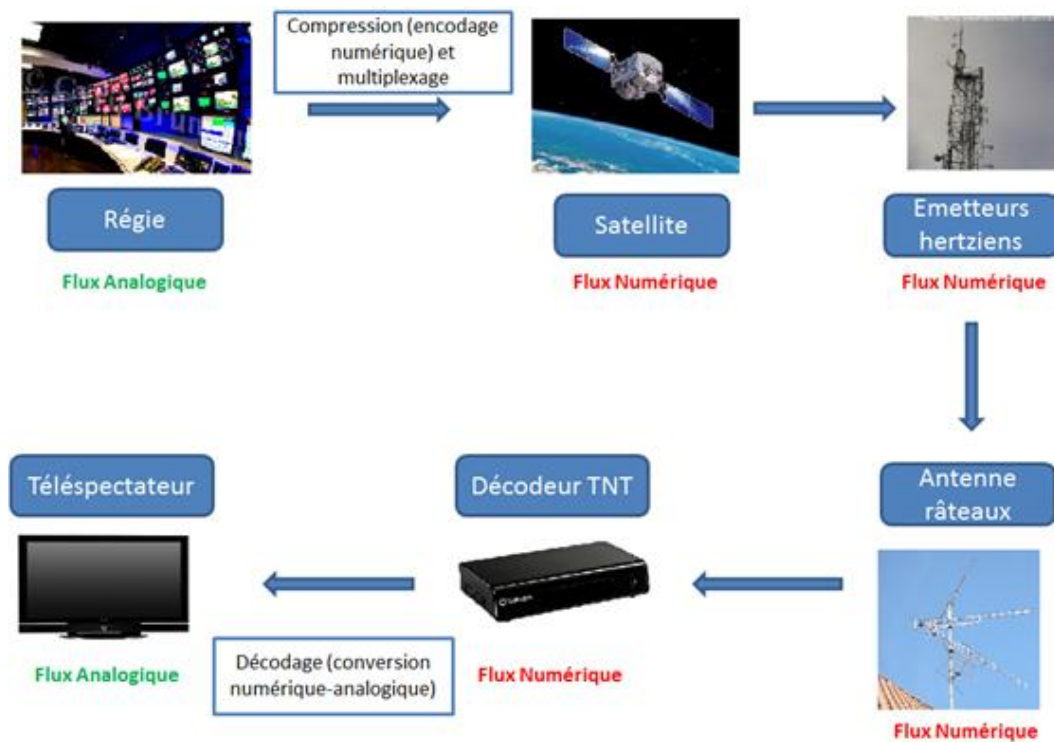 Compression (encodage
numérique) et
multiplexage
Régie
Satellite
Emetteurs
hertziens
Flux Analogique
Flux Numérique
Flux Numérique
Téléspectateur
Décodeur TNT
Antenne
râteaux
Décodage (conversion
numérique-analogique)
Flux Analogique
Flux Numérique
Flux Numérique